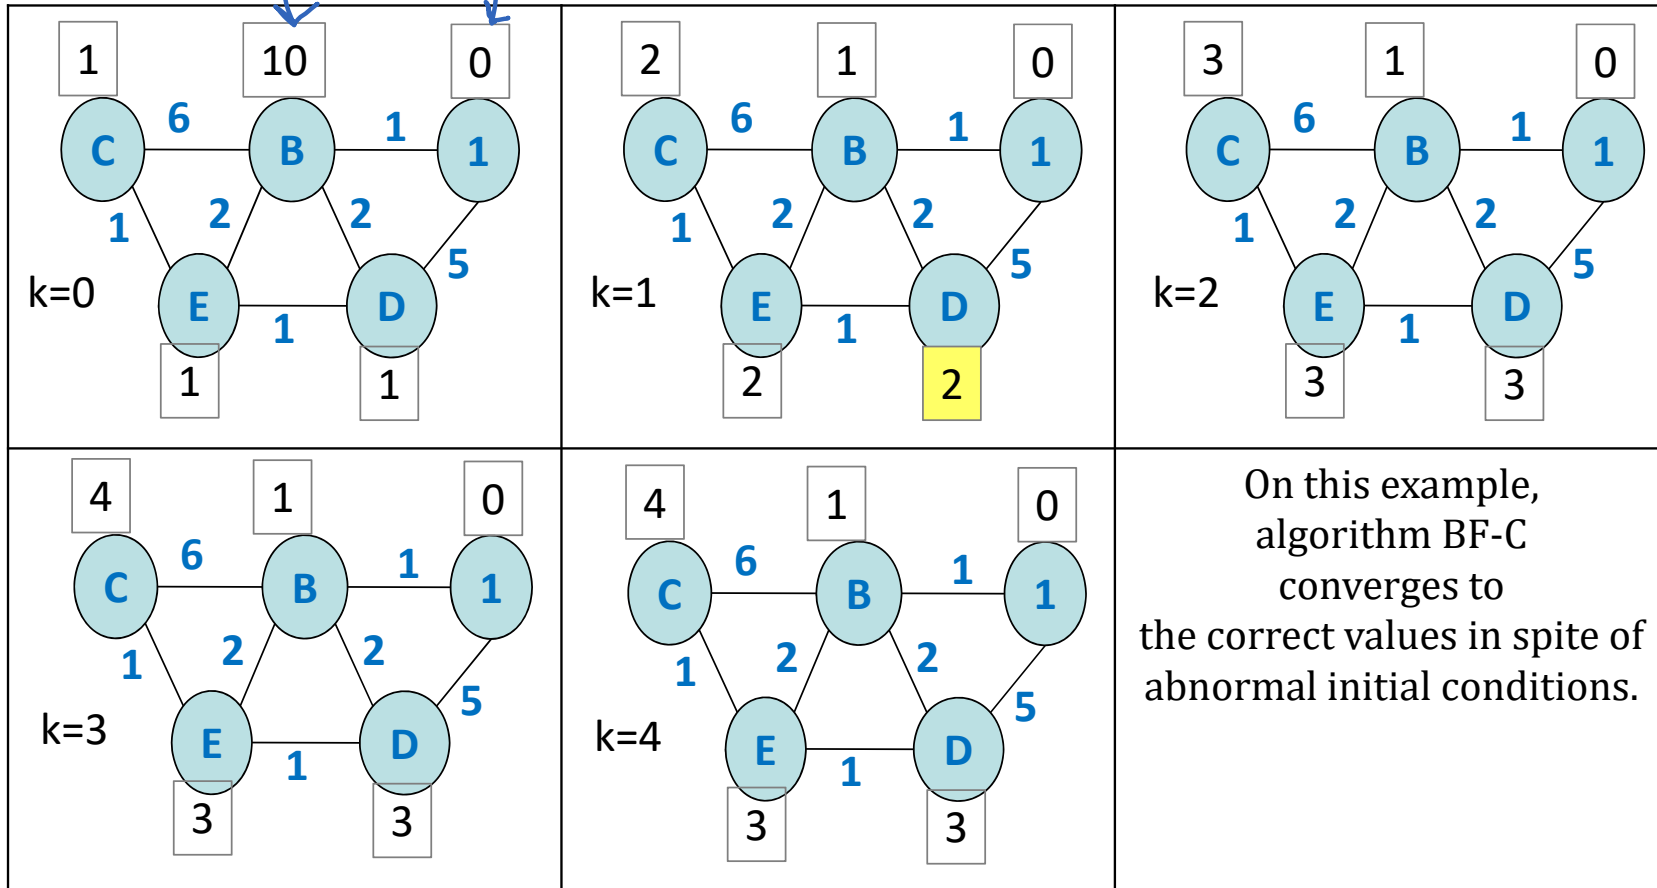 1 10 0
6 1
C B 1
1 2 2 5
k=0
E 1 D
1 1
2 1 0
6 1
C B 1
1 2 2 5
k=1
E 1 D
2 2
3 1 0
6 1
C B 1
1 2 2 5
k=2
E 1 D
3 3
4 1 0
6 1
C B 1
1 2 2 5
k=3
E 1 D
3 3
4 1 0
6 1
C B 1
1 2 2 5
k=4
E 1 D
3 3
On this example,
algorithm BF-C
converges to
the correct values in spite of
abnormal initial conditions.